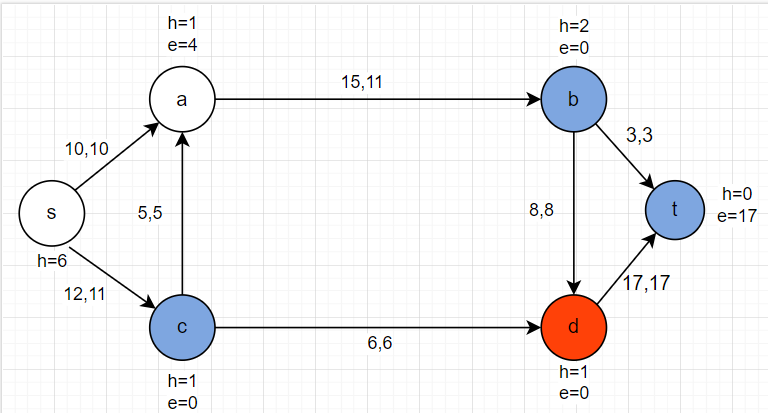 h=1
e=4
a
15,11
h=2
e=0
b
10,10
3,3
s
h=6
5,5
8,8
t
h=0
e=17
12,11
c
6,6
d
17,17
h=1
e=0
h=1
e=0